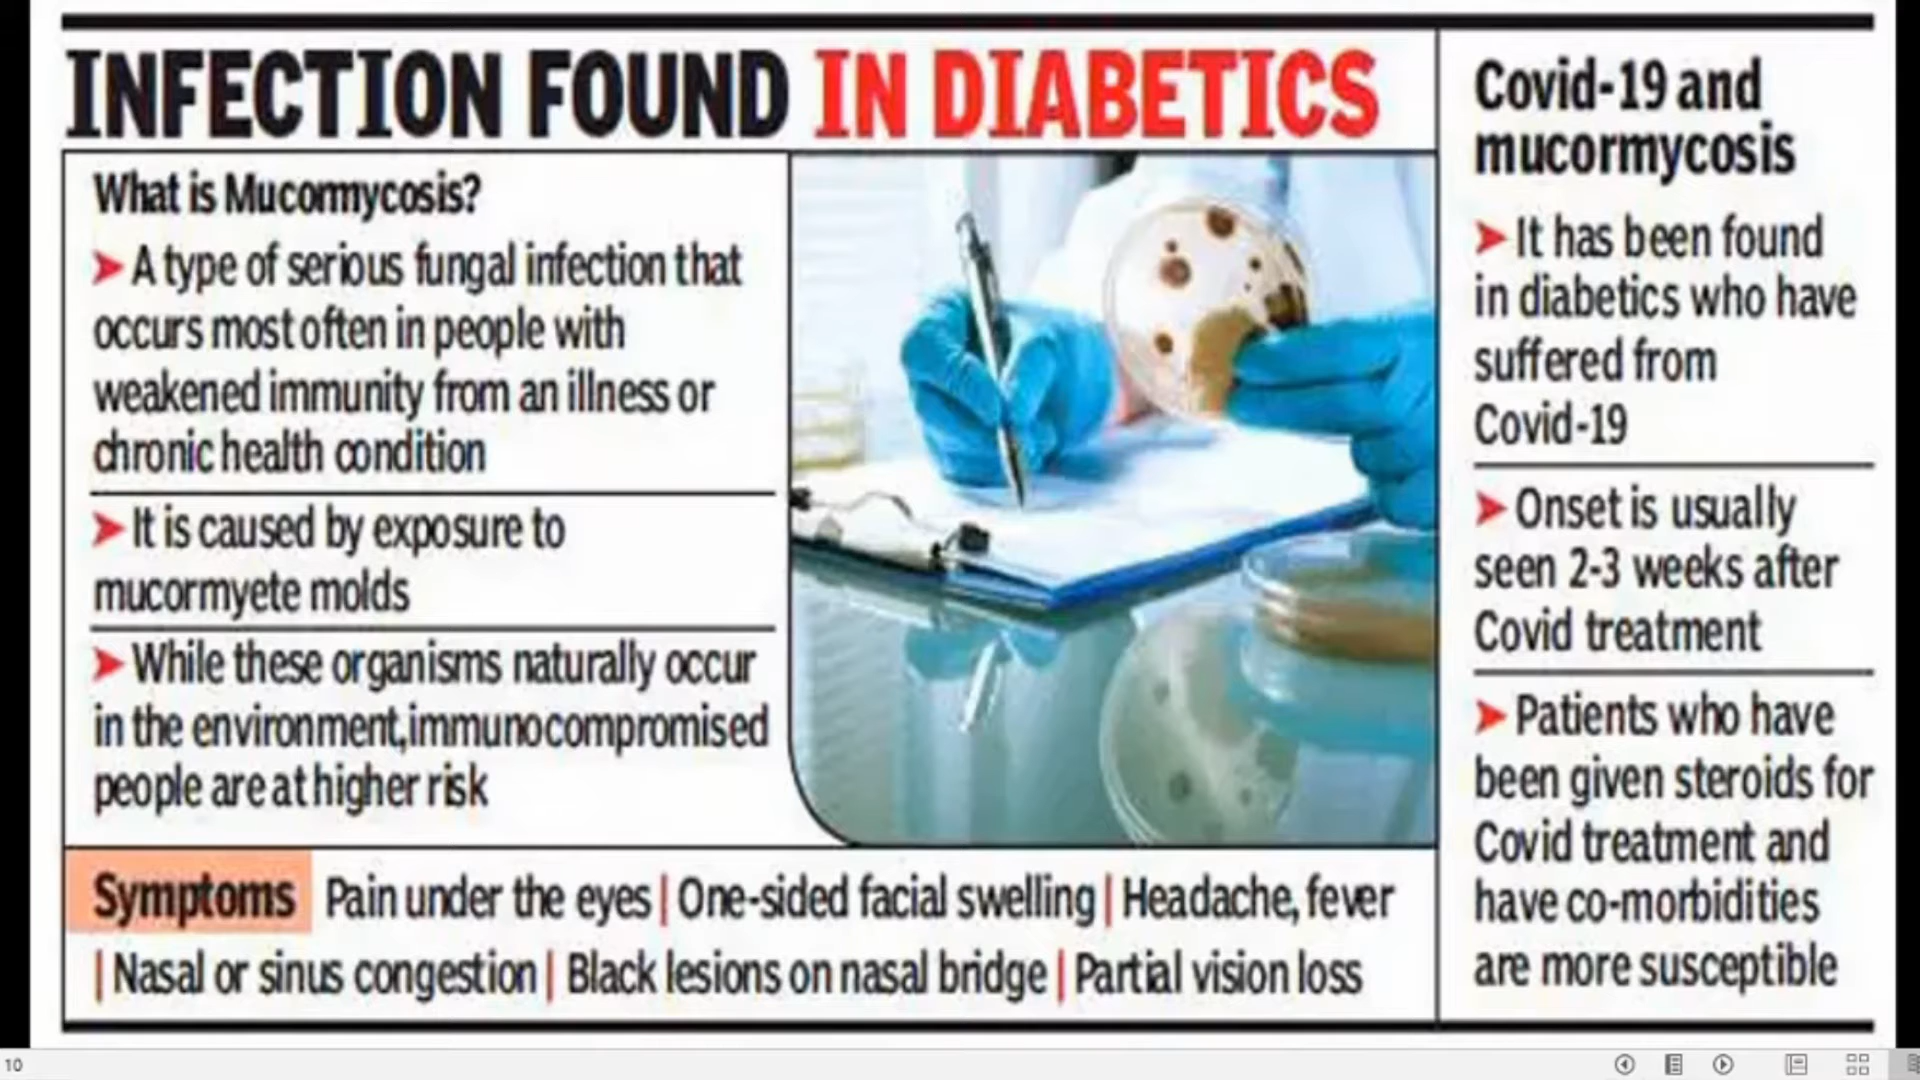 INFECTION FOUND IN DIABETICS
What is Mucormycosis?
➤ A type of serious fungal infection that
occurs most often in people with
weakened immunity from an illness or
chronic health condition
➤ It is caused by exposure to
mucormyete molds
➤ While these organisms naturally occur
in the environment, immunocompromised
people are at higher risk
Symptoms Pain under the eyes | One-sided facial swelling | Headache, fever
| Nasal or sinus congestion | Black lesions on nasal bridge | Partial vision loss
Covid-19 and
mucormycosis
➤ It has been found
in diabetics who have
suffered from
Covid-19
➤ Onset is usually
seen 2-3 weeks after
Covid treatment
➤ Patients who have
been given steroids for
Covid treatment and
have co-morbidities
are more susceptible
10